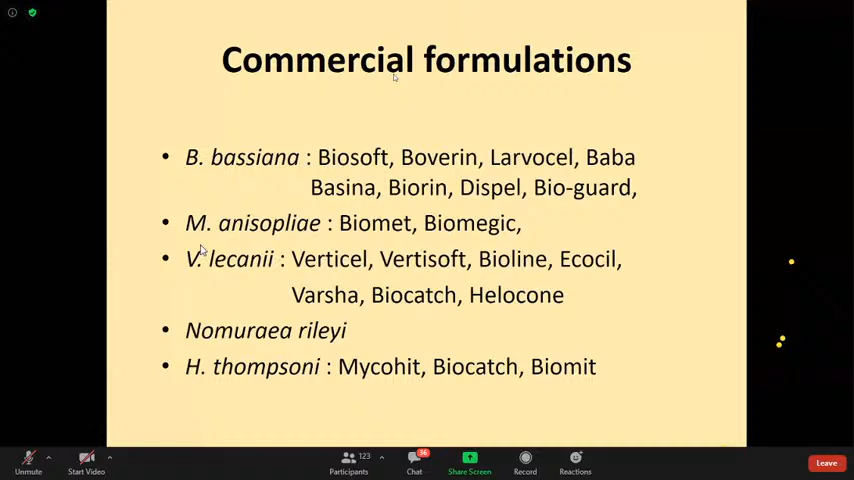 Commercial formulations
• B. bassiana : Biosoft, Boverin, Larvocel, Baba
Basina, Biorin, Dispel, Bio-guard,
• M. anisopliae : Biomet, Biomegic,
• V. lecanii : Verticel, Vertisoft, Bioline, Ecocil,
Varsha, Biocatch, Helocone
• Nomuraea rileyi
• H. thompsoni : Mycohit, Biocatch, Biomit
Unmute
Start Video
123
Participants
36
Chat
Share Screen
Record
Reactions
Leave